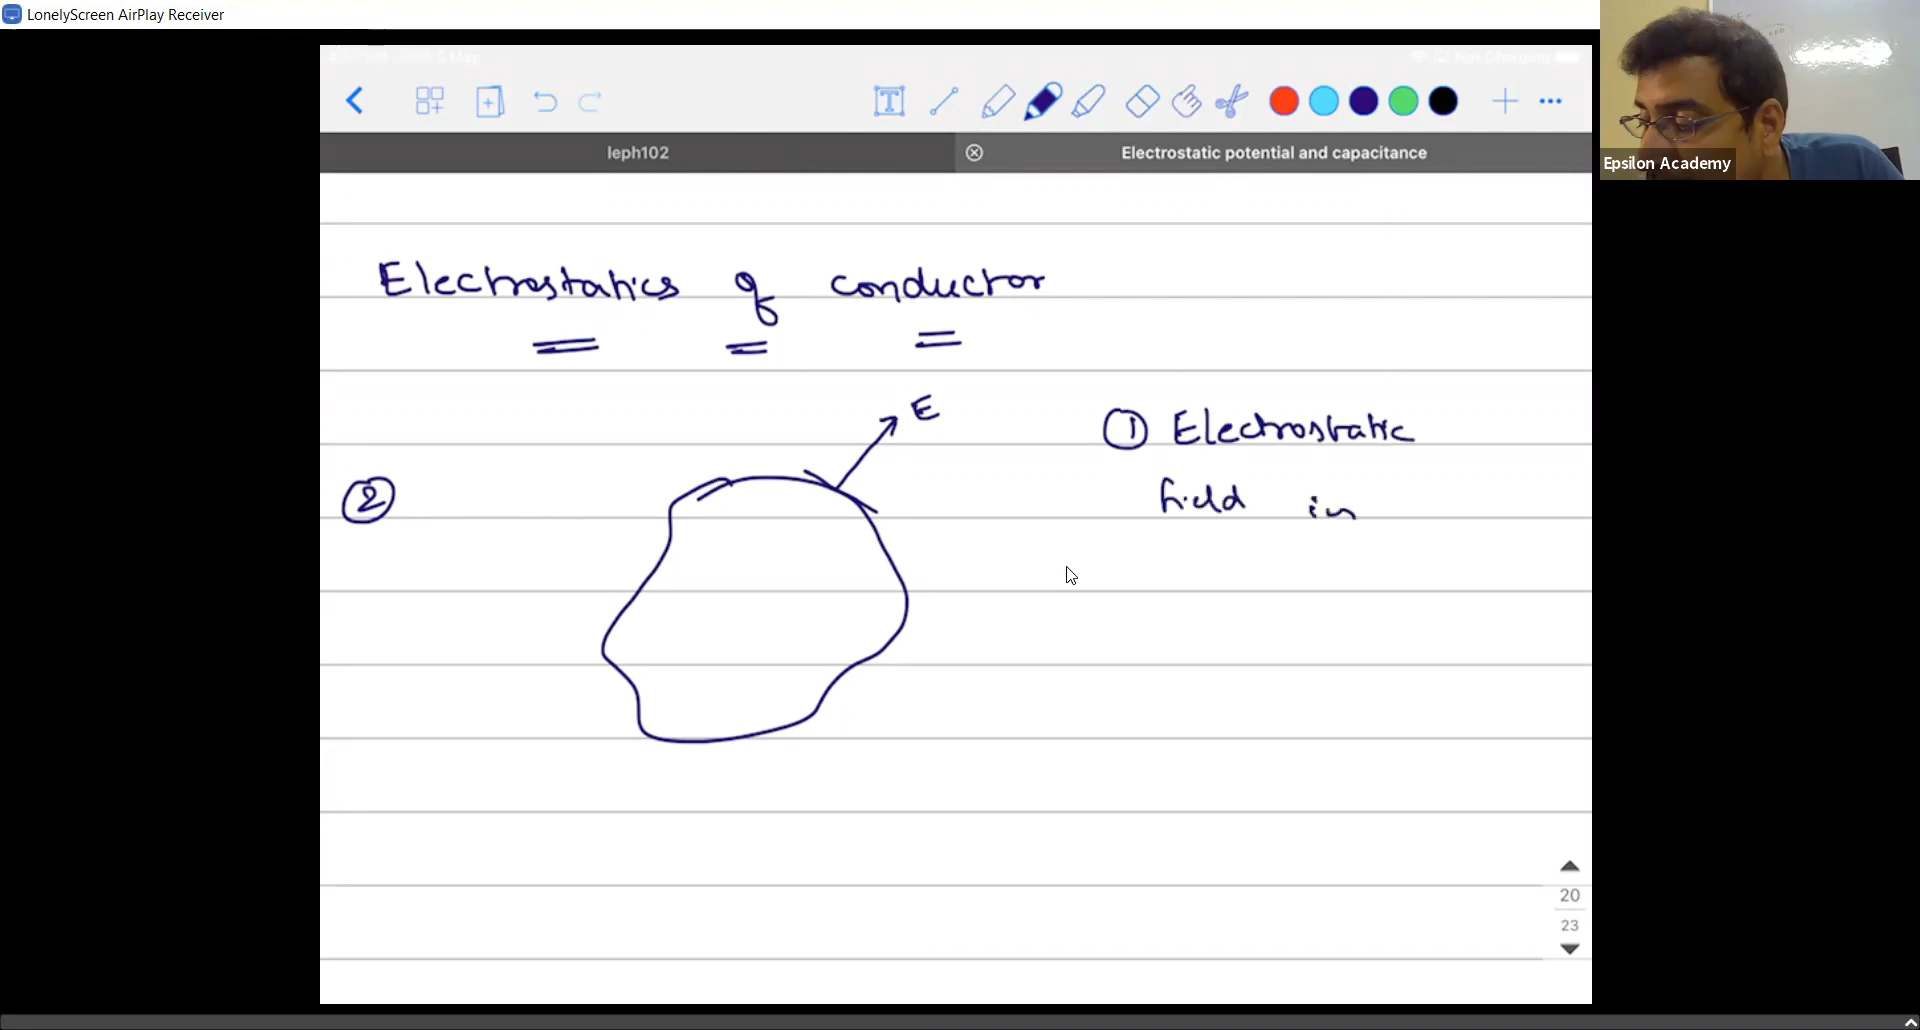 LonelyScreen AirPlay Receiver
Epsilon Academy
leph102
Electrostatic potential and capacitance
Electrostatics of conductor
E
① Electrostatic
field in
②
20
23